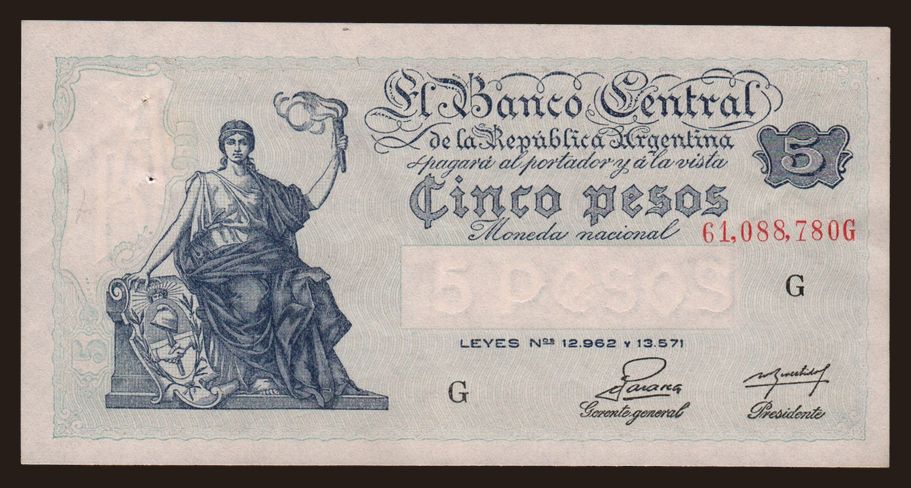 El Banco Central
de la República Argentina
pagará al portador y á la vista
5
Cinco pesos
Moneda nacional
61,088,780G
5 PESOS
G
LEYES Nos 12.962 Y 13.571
G
Gerente general
Presidente
5